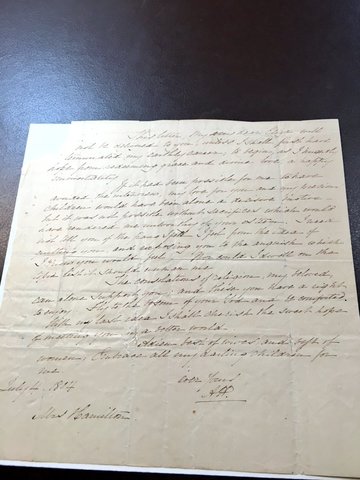 This letter, my very dear Eliza, will
not be delivered to you, unless I shall first have
terminated my earthly career; to begin, as I humbly
hope from redeeming grace and divine love, a happy
immortality.
If it had been possible for me to have
avoided the interview, my love for you and my precious
children would have been alone a decisive motive.
But it was not possible, without sacrifices which would
have rendered me unworthy of your esteem. I need
not tell you of the pangs I feel, from the idea of
quitting you and exposing you to the anguish which
I know you would feel. Nor could I dwell on the
topic lest it should unman me.
The consolations of Religion, my beloved,
can alone support you; and these you have a right
to enjoy. Fly to the bosom of your God and be comforted.
With my last idea; I shall cherish the sweet hope
of meeting you in a better world.
Adieu best of wives and best of
women. Embrace all my darling Children for
me.
Ever yours
AH
July 4. 1804
Mrs Hamilton